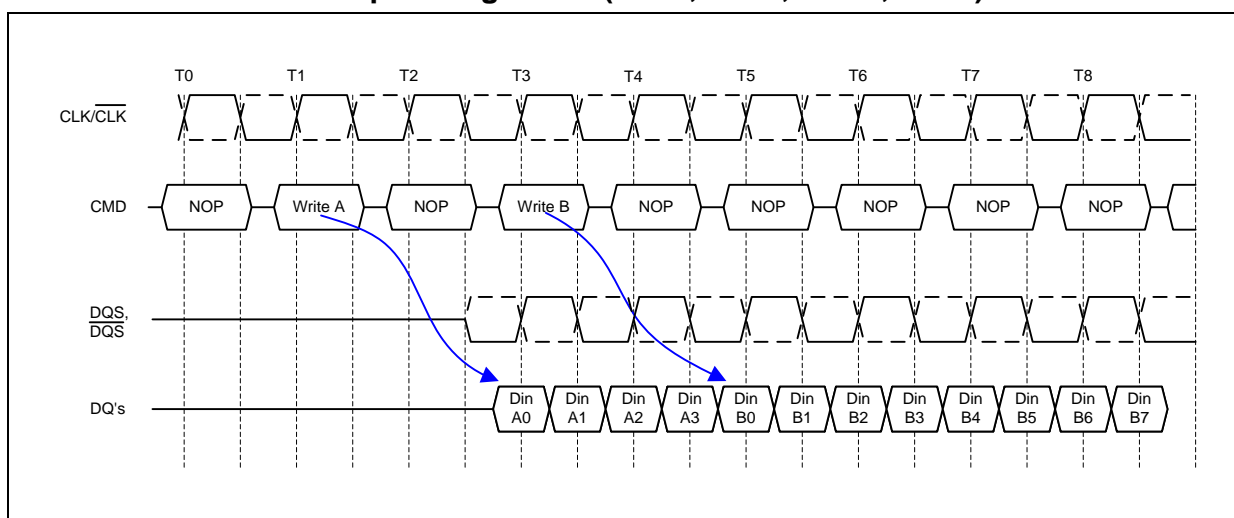 T0 T1 T2 T3 T4 T5 T6 T7 T8
CLK/CLK
CMD NOP Write A NOP Write B NOP NOP NOP NOP NOP
DQS,
DQS
DQ's Din A0 Din A1 Din A2 Din A3 Din B0 Din B1 Din B2 Din B3 Din B4 Din B5 Din B6 Din B7